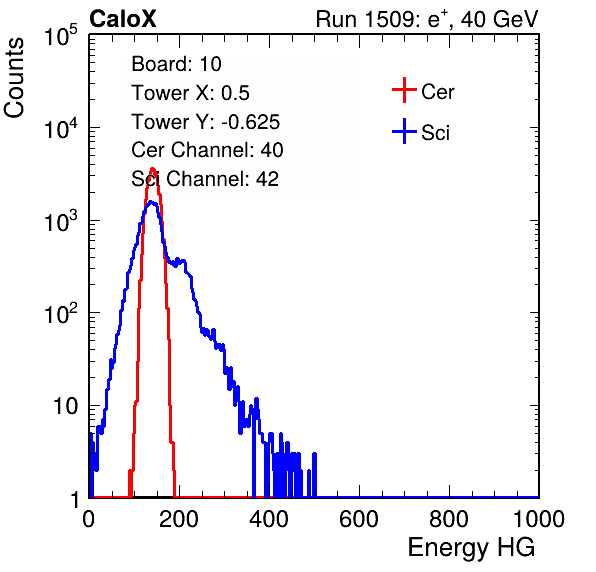 CaloX Run 1509: e+, 40 GeV
Counts
Board: 10
Tower X: 0.5
Tower Y: -0.625
Cer Channel: 40
Sci Channel: 42
Cer
Sci
10^5
10^4
10^3
10^2
10
1
0 200 400 600 800 1000
Energy HG